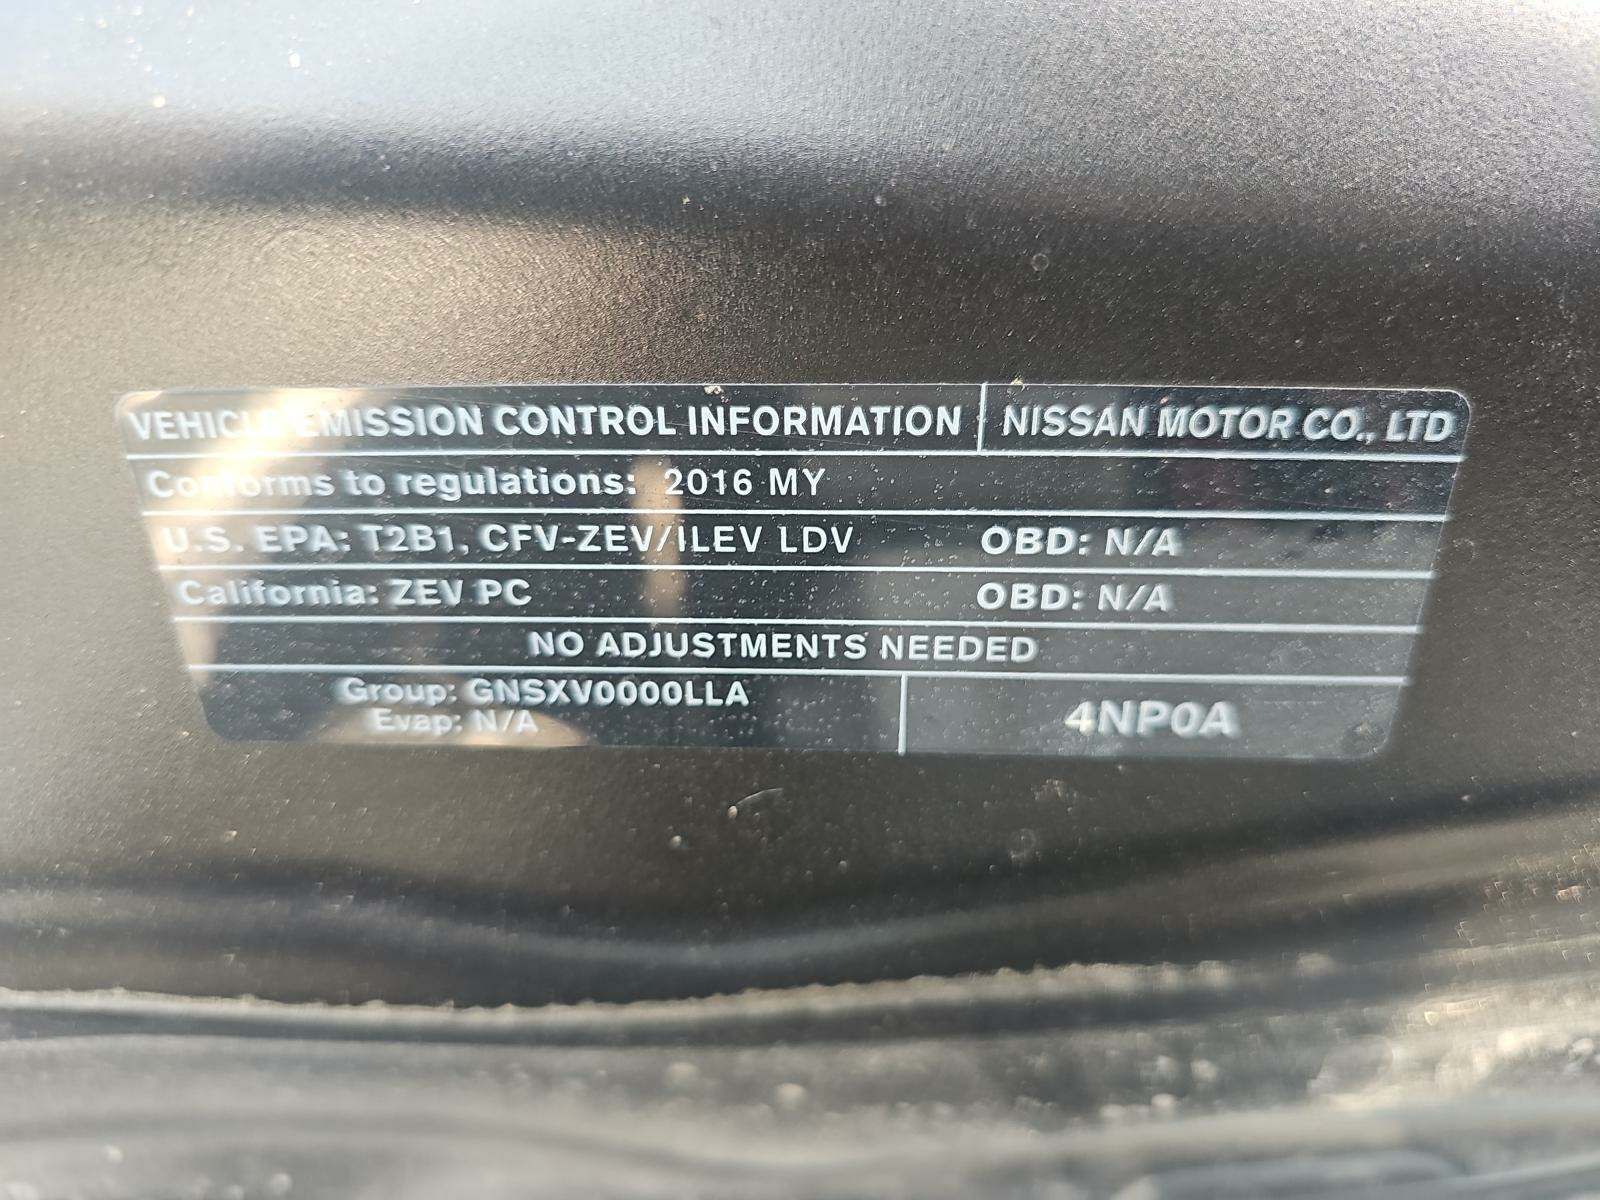 VEHICLE EMISSION CONTROL INFORMATION NISSAN MOTOR CO., LTD
Conforms to regulations: 2016 MY
U.S. EPA: T2B1, CFV-ZEV/ILEV LDV OBD: N/A
California: ZEV PC OBD: N/A
NO ADJUSTMENTS NEEDED
Group: GNSXV0000LLA
Evap: N/A
4NP0A